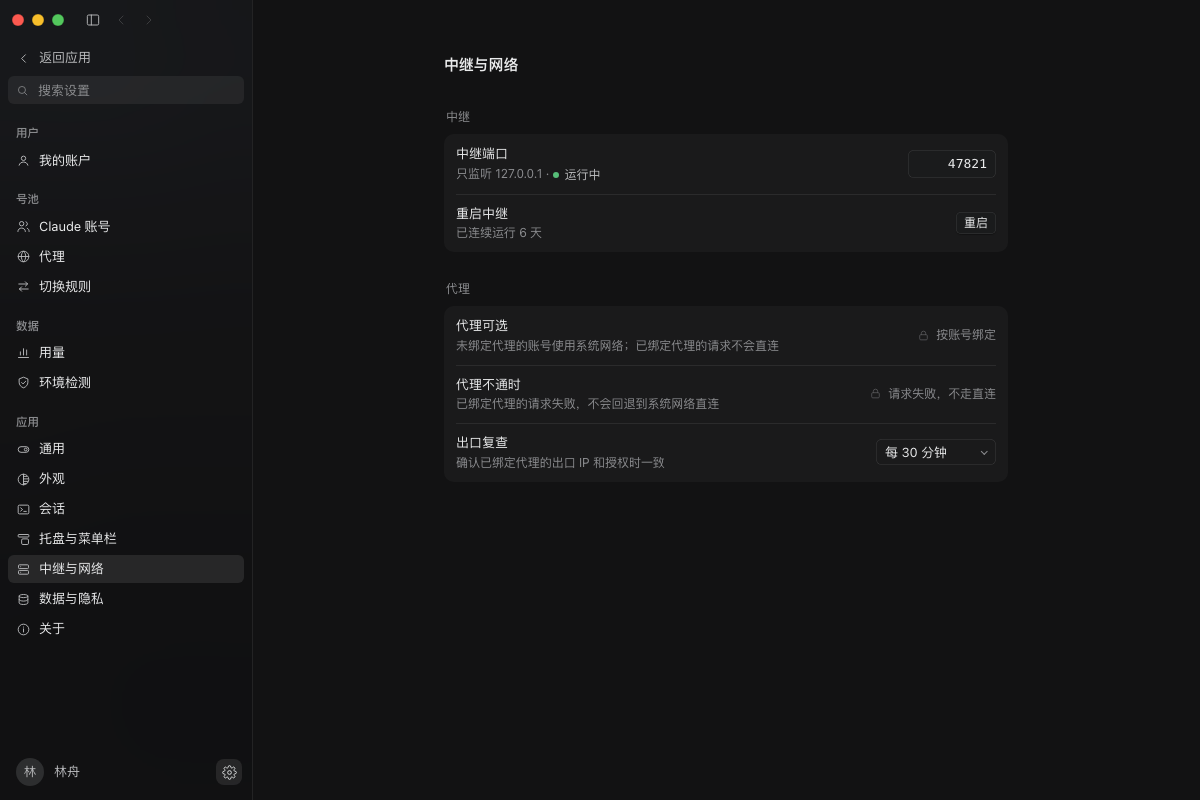 返回应用
搜索设置
用户
我的账户
号池
Claude 账号
代理
切换规则
数据
用量
环境检测
应用
通用
外观
会话
托盘与菜单栏
中继与网络
数据与隐私
关于
林 林舟
中继与网络
中继
中继端口
只监听 127.0.0.1 · 运行中
47821
重启中继
已连续运行 6 天
重启
代理
代理可选
未绑定代理的账号使用系统网络；已绑定代理的请求不会直连
按账号绑定
代理不通时
已绑定代理的请求失败，不会回退到系统网络直连
请求失败，不走直连
出口复查
确认已绑定代理的出口 IP 和授权时一致
每 30 分钟